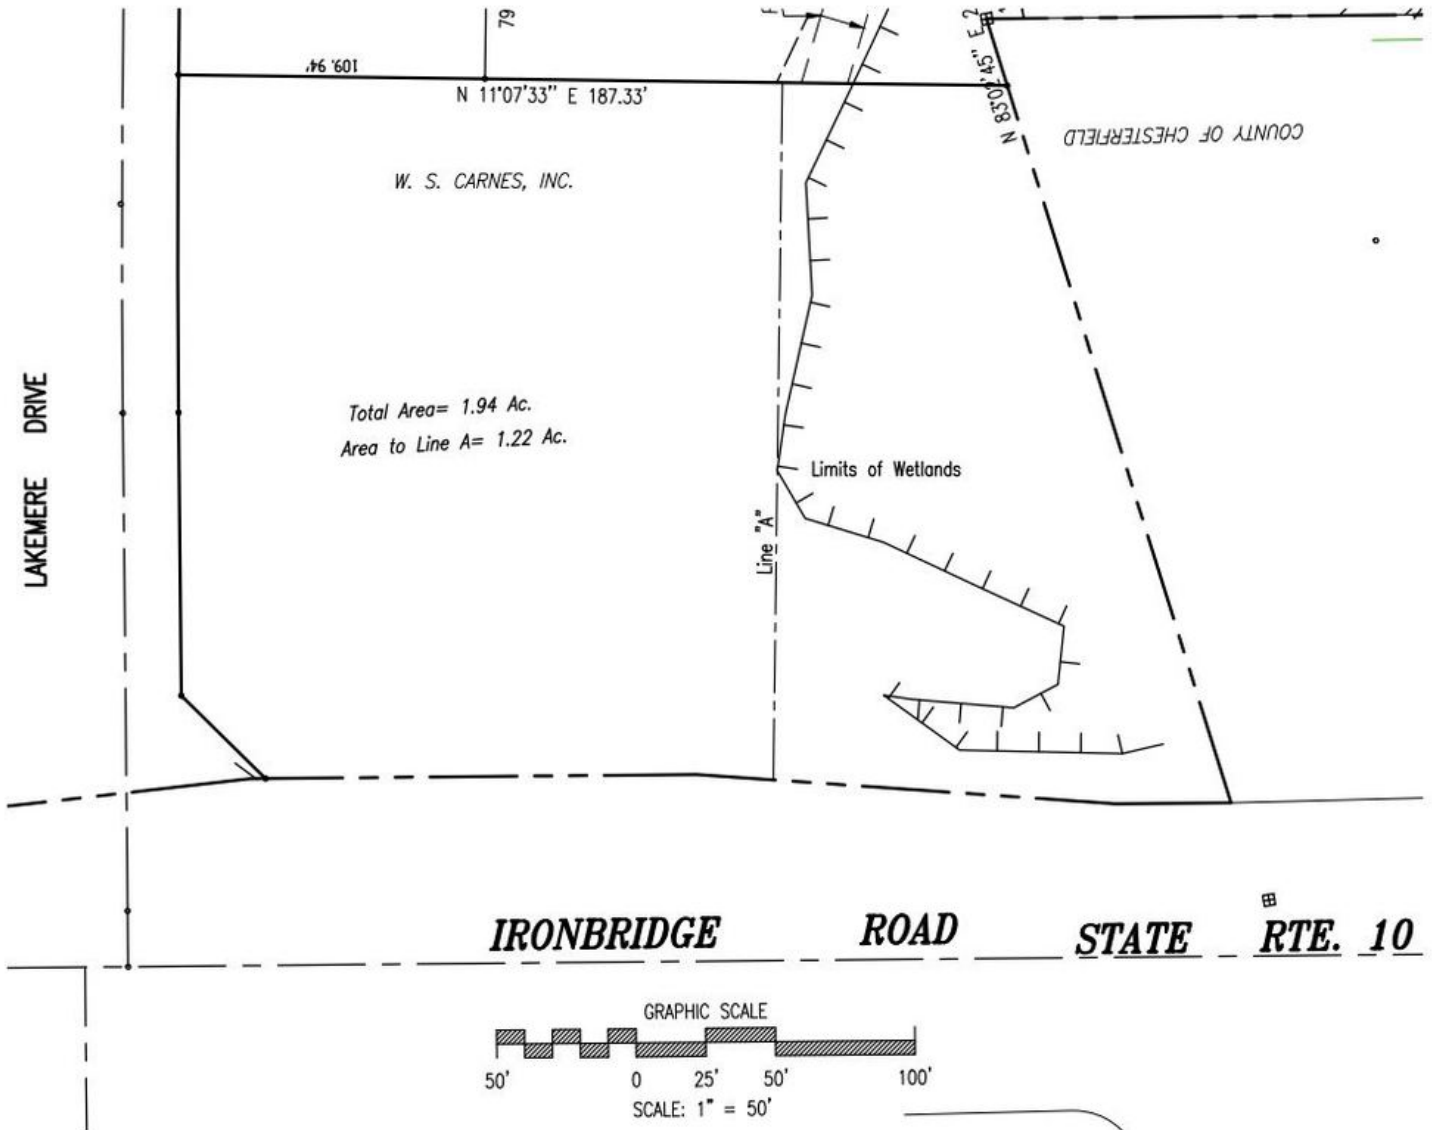 79
F
109.94'
N 11°07'33" E 187.33'
N 83°02'45" E 2
COUNTY OF CHESTERFIELD
W. S. CARNES, INC.
LAKEMERE DRIVE
Total Area= 1.94 Ac.
Area to Line A= 1.22 Ac.
Limits of Wetlands
Line "A"
IRONBRIDGE ROAD STATE RTE. 10
GRAPHIC SCALE
50' 0 25' 50' 100'
SCALE: 1" = 50'